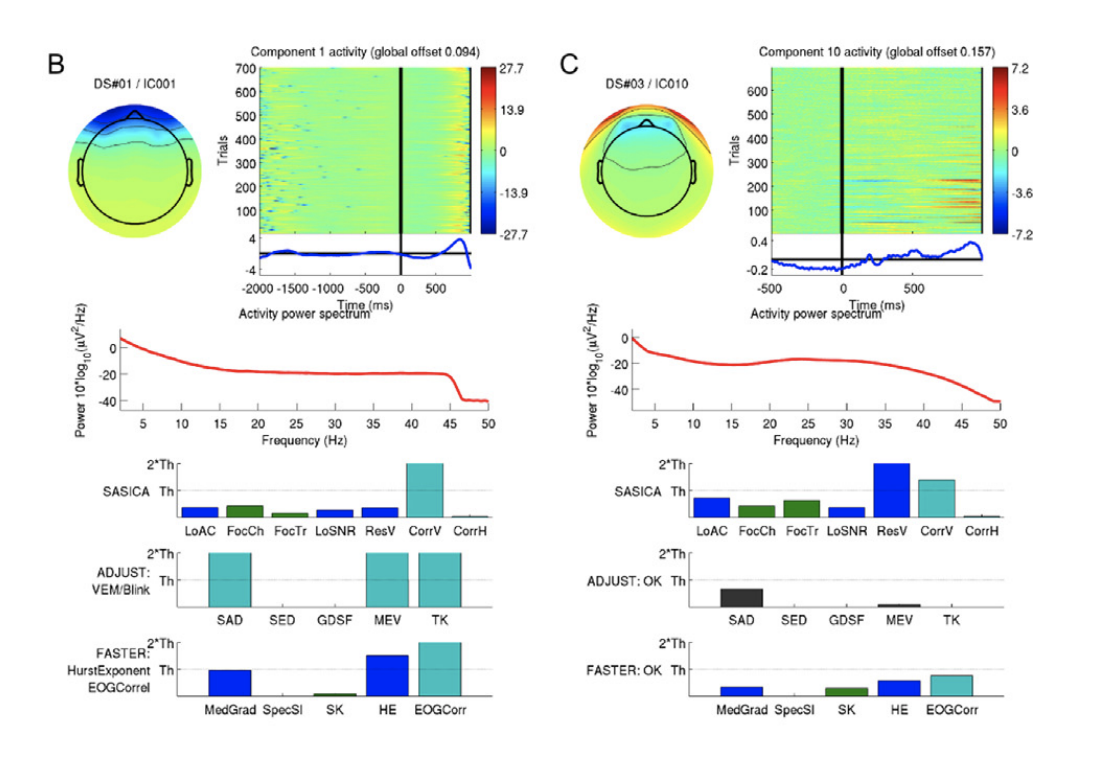 B
DS#01 / IC001
Component 1 activity (global offset 0.094)
700
600
500
400
300
200
100
Trials
27.7
13.9
0
-13.9
-27.7
4
-4
-2000 -1500 -1000 -500 0 500
Time (ms)
Activity power spectrum
Power 10*log10(µV2/Hz)
0
-20
-40
5 10 15 20 25 30 35 40 45 50
Frequency (Hz)
SASICA
2*Th
Th
LoAC FocCh FocTr LoSNR ResV CorrV CorrH
ADJUST:
VEM/Blink
2*Th
Th
SAD SED GDSF MEV TK
FASTER:
HurstExponent
EOGCorrel
2*Th
Th
MedGrad SpecSl SK HE EOGCorr
C
DS#03 / IC010
Component 10 activity (global offset 0.157)
600
500
400
300
200
100
Trials
7.2
3.6
0
-3.6
-7.2
0.4
-0.2
-500 0 500
Time (ms)
Activity power spectrum
Power 10*log10(µV2/Hz)
0
-20
-40
5 10 15 20 25 30 35 40 45 50
Frequency (Hz)
SASICA
2*Th
Th
LoAC FocCh FocTr LoSNR ResV CorrV CorrH
ADJUST: OK
2*Th
Th
SAD SED GDSF MEV TK
FASTER: OK
2*Th
Th
MedGrad SpecSl SK HE EOGCorr